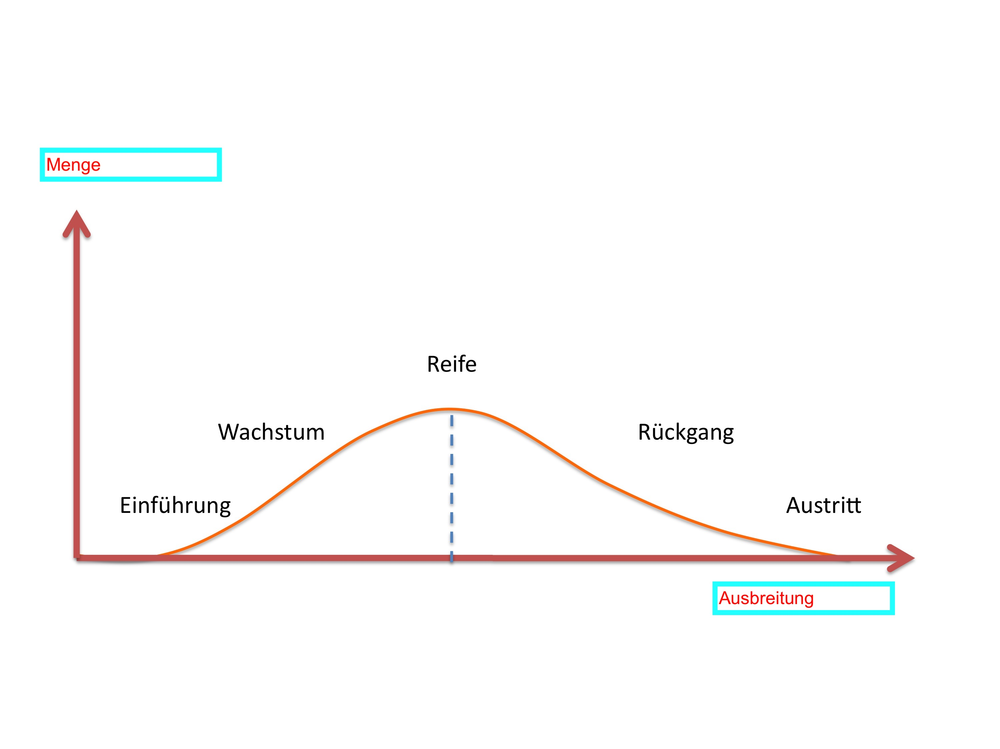 Menge
Reife
Wachstum
Rückgang
Einführung
Austritt
Ausbreitung